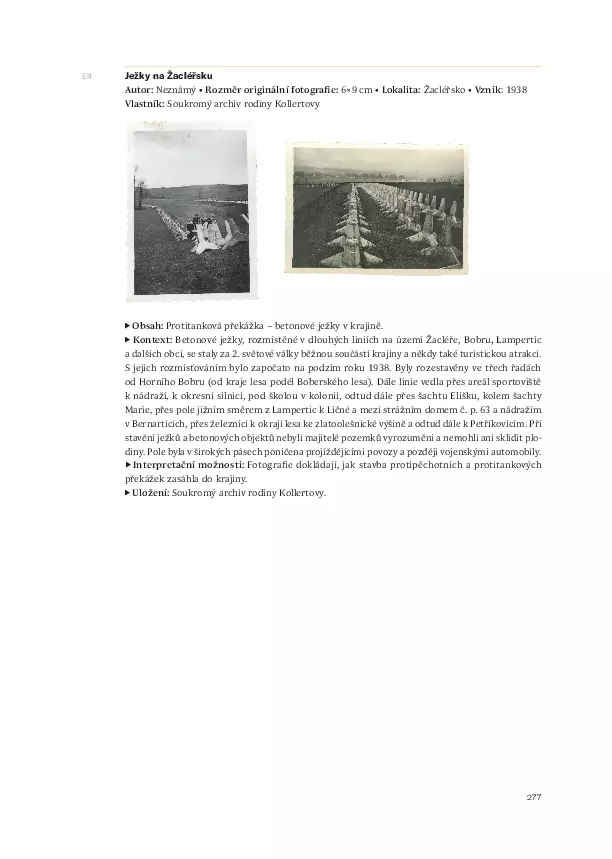 ER
Ježky na Žacléřsku
Autor: Neznámý • Rozměr originální fotografie: 6×9 cm • Lokalita: Žacléřsko • Vznik: 1938
Vlastník: Soukromý archiv rodiny Kollertovy
▶ Obsah: Protitanková překážka – betonové ježky v krajině.
▶ Kontext: Betonové ježky, rozmístěné v dlouhých liniích na území Žacléře, Bobru, Lampertic
a dalších obcí, se staly za 2. světové války běžnou součástí krajiny a někdy také turistickou atrakcí.
S jejich rozmisťováním bylo započato na podzim roku 1938. Byly rozestavěny ve třech řadách
od Horního Bobru (od kraje lesa podél Boberského lesa). Dále linie vedla přes areál sportoviště
k nádraží, k okresní silnici, pod školou v kolonii, odtud dále přes šachtu Elišku, kolem šachty
Marie, přes pole jižním směrem z Lampertic k Ličné a mezi strážním domem č. p. 63 a nádražím
v Bernarticích, přes železnici k okraji lesa ke zlatoolešnické výšině a odtud dále k Petříkovicím. Při
stavění ježků a betonových objektů nebyli majitelé pozemků vyrozuměni a nemohli ani sklidit plo-
diny. Pole byla v širokých pásech poničena projíždějícími povozy a později vojenskými automobily.
▶ Interpretační možnosti: Fotografie dokládají, jak stavba protipěchotních a protitankových
překážek zasáhla do krajiny.
▶ Uložení: Soukromý archiv rodiny Kollertovy.
277